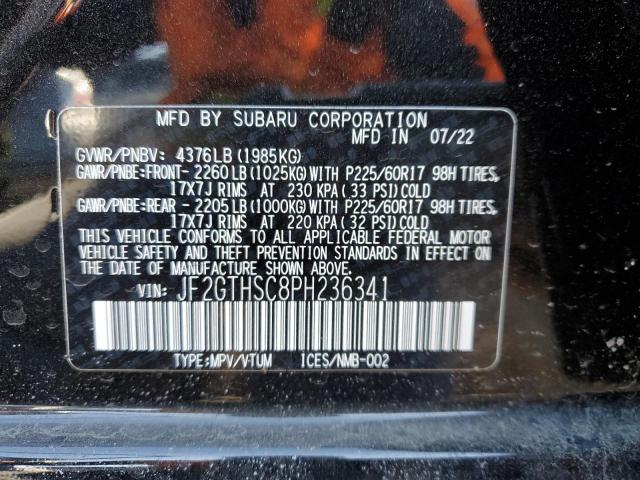 MFD BY SUBARU CORPORATION
MFD IN 07/22
GVWR/PNBV: 4376LB(1985KG)
GAWR/PNBE:FRONT- 2260LB(1025KG)WITH P225/60R17 98H TIRES,
17X7J RIMS AT 230 KPA(33 PSI)COLD
GAWR/PNBE:REAR - 2205LB(1000KG)WITH P225/60R17 98H TIRES,
17X7J RIMS AT 220 KPA(32 PSI)COLD
THIS VEHICLE CONFORMS TO ALL APPLICABLE FEDERAL MOTOR
VEHICLE SAFETY AND THEFT PREVENTION STANDARDS IN EFFECT
ON THE DATE OF MANUFACTURE SHOWN ABOVE.
VIN: JF2GTHSC8PH236341
TYPE:MPV/VTUM ICES/NMB-002